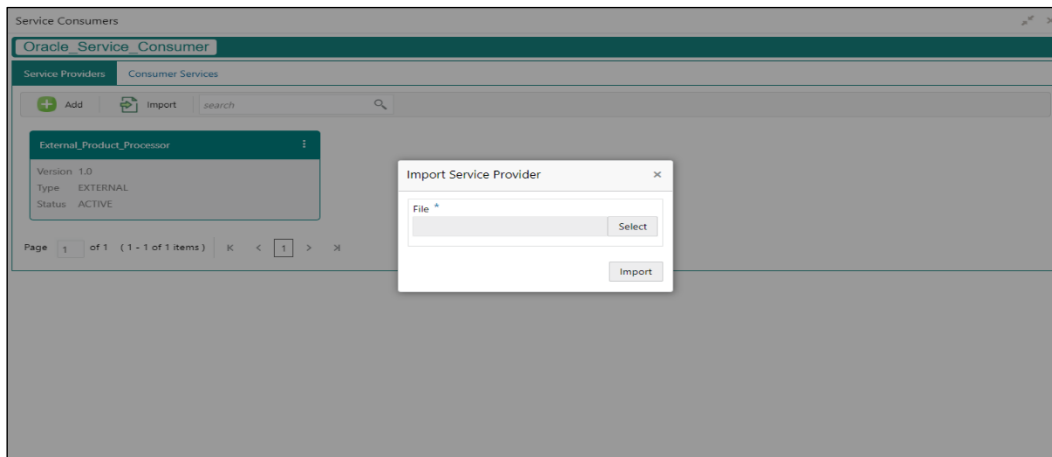 Service Consumers
Oracle_Service_Consumer
Service Providers Consumer Services
Add Import search
External_Product_Processor
Version 1.0
Type EXTERNAL
Status ACTIVE
Page 1 of 1 ( 1 - 1 of 1 items ) 1
Import Service Provider
File *
Select
Import